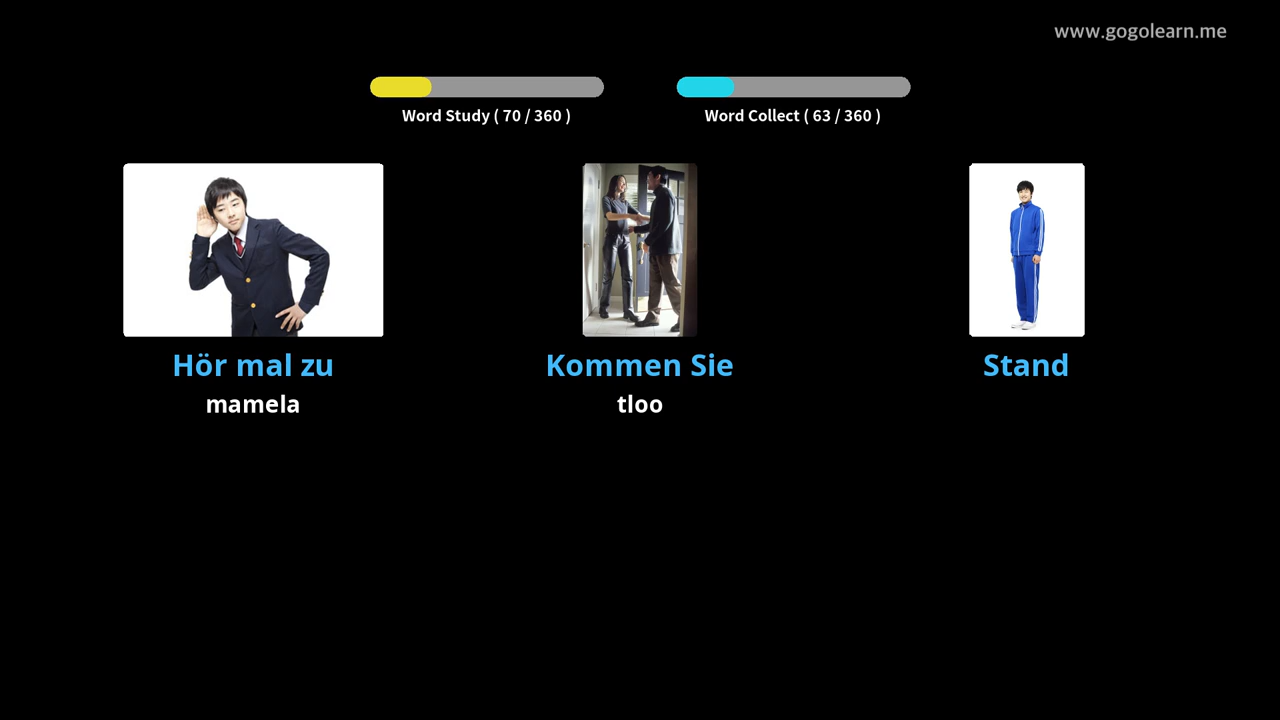 www.gogolearn.me
Word Study ( 70 / 360 )
Word Collect ( 63 / 360 )
Hör mal zu
mamela
Kommen Sie
tloo
Stand